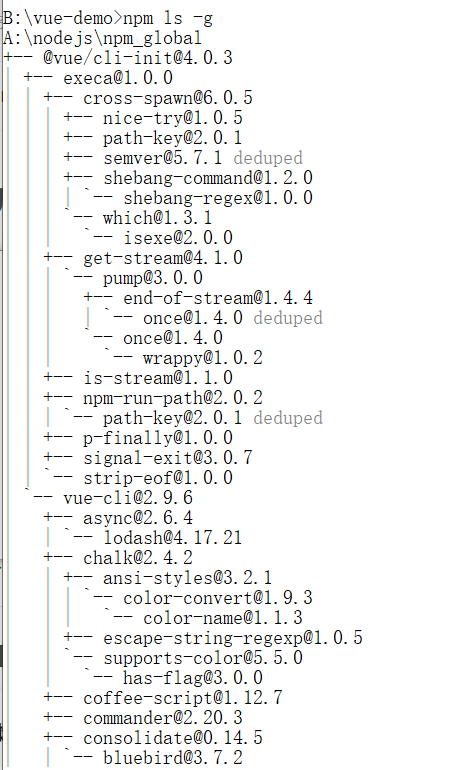 B:\vue-demo>npm ls -g
A:\nodejs\npm_global
+-- @vue/cli-init@4.0.3
| +-- execa@1.0.0
| | +-- cross-spawn@6.0.5
| | | +-- nice-try@1.0.5
| | | +-- path-key@2.0.1
| | | +-- semver@5.7.1 deduped
| | | +-- shebang-command@1.2.0
| | | | `-- shebang-regex@1.0.0
| | | `-- which@1.3.1
| | |   `-- isexe@2.0.0
| | +-- get-stream@4.1.0
| | | `-- pump@3.0.0
| | |   +-- end-of-stream@1.4.4
| | |   | `-- once@1.4.0 deduped
| | |   `-- once@1.4.0
| | |     `-- wrappy@1.0.2
| | +-- is-stream@1.1.0
| | +-- npm-run-path@2.0.2
| | | `-- path-key@2.0.1 deduped
| | +-- p-finally@1.0.0
| | +-- signal-exit@3.0.7
| | `-- strip-eof@1.0.0
| `-- vue-cli@2.9.6
|   +-- async@2.6.4
|   | `-- lodash@4.17.21
|   +-- chalk@2.4.2
|   | +-- ansi-styles@3.2.1
|   | | `-- color-convert@1.9.3
|   | |   `-- color-name@1.1.3
|   | +-- escape-string-regexp@1.0.5
|   | `-- supports-color@5.5.0
|   |   `-- has-flag@3.0.0
|   +-- coffee-script@1.12.7
|   +-- commander@2.20.3
|   +-- consolidate@0.14.5
|   | `-- bluebird@3.7.2